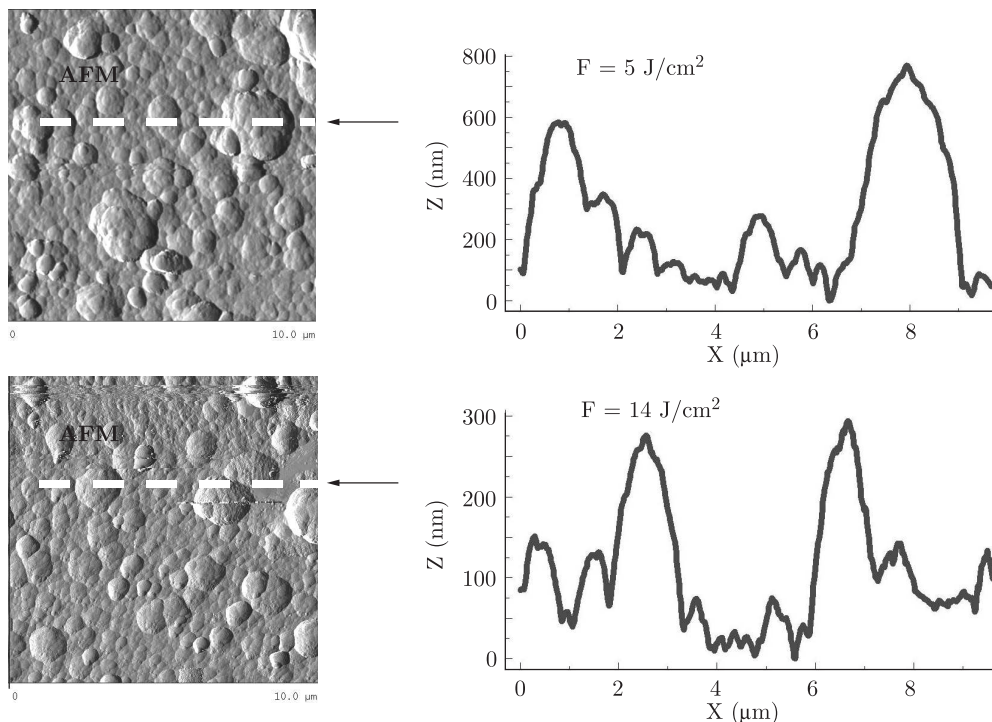 AFM
0 10.0 µm
F = 5 J/cm²
800
600
400
200
0
Z (nm)
0 2 4 6 8
X (µm)
AFM
0 10.0 µm
F = 14 J/cm²
300
200
100
0
Z (nm)
0 2 4 6 8
X (µm)